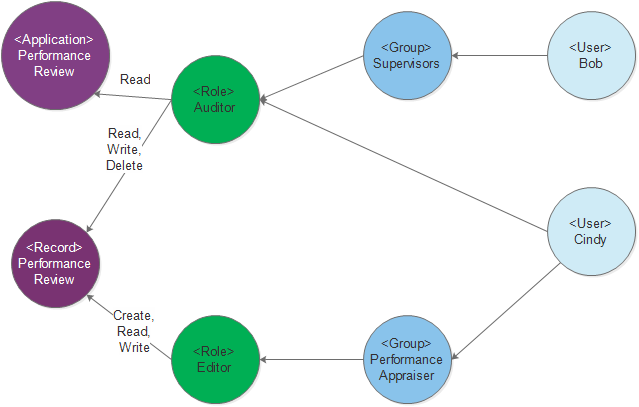 <Application>
Performance
Review
Read
<Role>
Auditor
<Group>
Supervisors
<User>
Bob
Read,
Write,
Delete
<Record>
Performance
Review
<User>
Cindy
Create,
Read,
Write
<Role>
Editor
<Group>
Performance
Appraiser